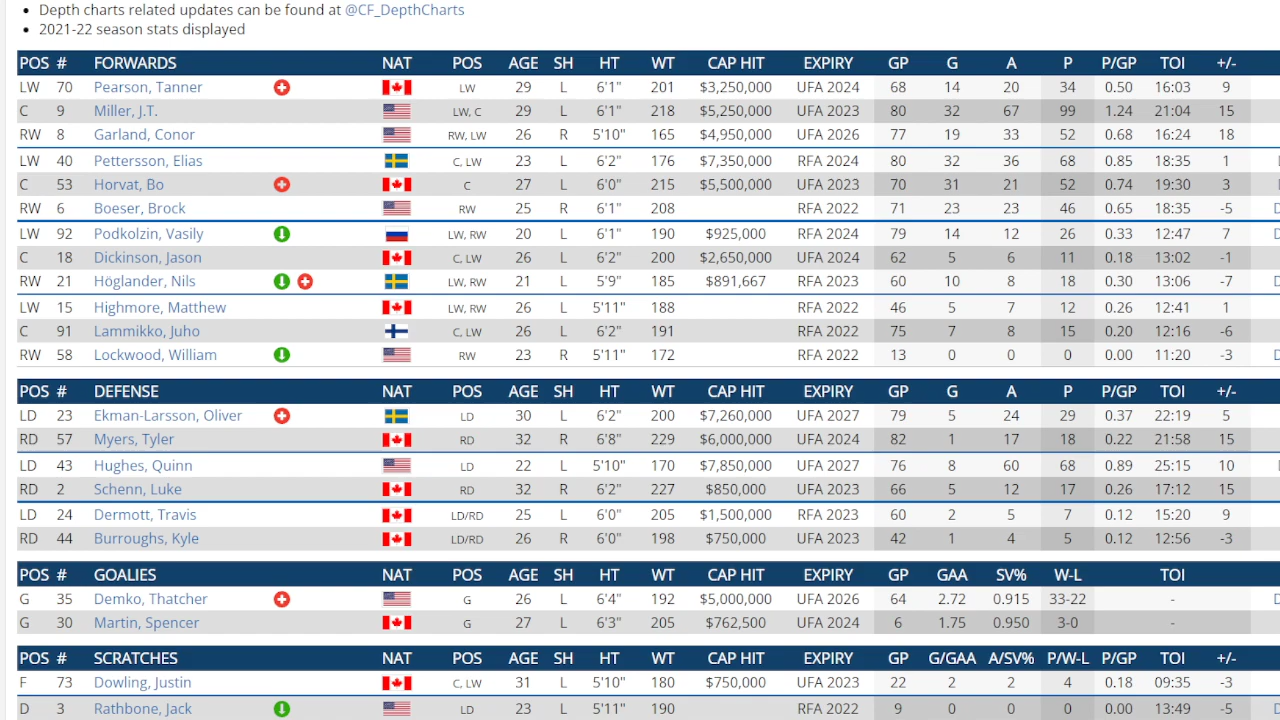 Depth charts related updates can be found at @CF_DepthCharts
2021-22 season stats displayed
POS # FORWARDS NAT POS AGE SH HT WT CAP HIT EXPIRY GP G A P P/GP TOI +/-
LW 70 Pearson, Tanner LW 29 L 6'1" 201 $3,250,000 UFA 2024 68 14 20 34 0.50 16:03 9
C 9 Miller, J.T. LW, C 29 L 6'1" 218 $5,250,000 UFA 2023 80 32 67 99 1.24 21:04 15
RW 8 Garland, Conor RW, LW 26 R 5'10" 165 $4,950,000 UFA 2026 77 19 33 52 0.68 16:24 18
LW 40 Pettersson, Elias C, LW 23 L 6'2" 176 $7,350,000 RFA 2024 80 32 36 68 0.85 18:35 1
C 53 Horvat, Bo C 27 L 6'0" 215 $5,500,000 UFA 2023 70 31 21 52 0.74 19:30 3
RW 6 Boeser, Brock RW 25 R 6'1" 208 RFA 2022 71 23 23 46 0.65 18:35 -5
LW 92 Podkolzin, Vasily LW, RW 20 L 6'1" 190 $925,000 RFA 2024 79 14 12 26 0.33 12:47 7
C 18 Dickinson, Jason C, LW 26 L 6'2" 200 $2,650,000 UFA 2024 62 5 6 11 0.18 13:02 -1
RW 21 Höglander, Nils LW, RW 21 L 5'9" 185 $891,667 RFA 2023 60 10 8 18 0.30 13:06 -7
LW 15 Highmore, Matthew LW, RW 26 L 5'11" 188 RFA 2022 46 5 7 12 0.26 12:41 1
C 91 Lammikko, Juho C, LW 26 L 6'2" 191 RFA 2022 75 7 8 15 0.20 12:16 -6
RW 58 Lockwood, William RW 23 R 5'11" 172 RFA 2022 13 0 0 0 0.00 11:20 -3
POS # DEFENSE NAT POS AGE SH HT WT CAP HIT EXPIRY GP G A P P/GP TOI +/-
LD 23 Ekman-Larsson, Oliver LD 30 L 6'2" 200 $7,260,000 UFA 2027 79 5 24 29 0.37 22:19 5
RD 57 Myers, Tyler RD 32 R 6'8" 229 $6,000,000 UFA 2024 82 1 17 18 0.22 21:58 15
LD 43 Hughes, Quinn LD 22 L 5'10" 170 $7,850,000 UFA 2027 76 8 60 68 0.89 25:15 10
RD 2 Schenn, Luke RD 32 R 6'2" 227 $850,000 UFA 2023 66 5 12 17 0.26 17:12 15
LD 24 Dermott, Travis LD/RD 25 L 6'0" 205 $1,500,000 RFA 2023 60 2 5 7 0.12 15:20 9
RD 44 Burroughs, Kyle LD/RD 26 R 6'0" 198 $750,000 UFA 2023 42 1 4 5 0.12 12:56 -3
POS # GOALIES NAT POS AGE SH HT WT CAP HIT EXPIRY GP GAA SV% W-L TOI
G 35 Demko, Thatcher G 26 L 6'4" 192 $5,000,000 UFA 2026 64 2.72 0.915 33-22 -
G 30 Martin, Spencer G 27 L 6'3" 205 $762,500 UFA 2024 6 1.75 0.950 3-0 -
POS # SCRATCHES NAT POS AGE SH HT WT CAP HIT EXPIRY GP G/GAA A/SV% P/W-L P/GP TOI +/-
F 73 Dowling, Justin C, LW 31 L 5'10" 180 $750,000 UFA 2023 22 2 2 4 0.18 09:35 -3
D 3 Rathbone, Jack LD 23 L 5'11" 190 RFA 2022 9 0 0 0 0.00 13:49 -5